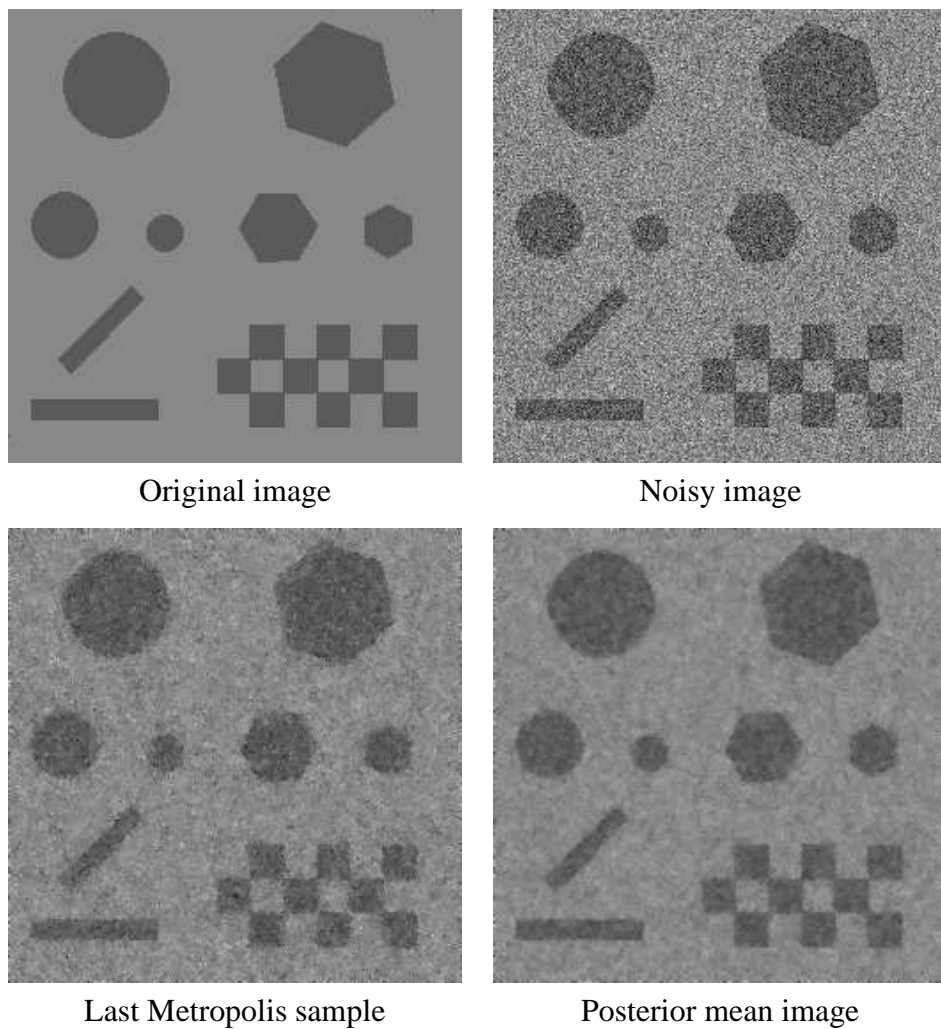 Original image
Noisy image
Last Metropolis sample
Posterior mean image